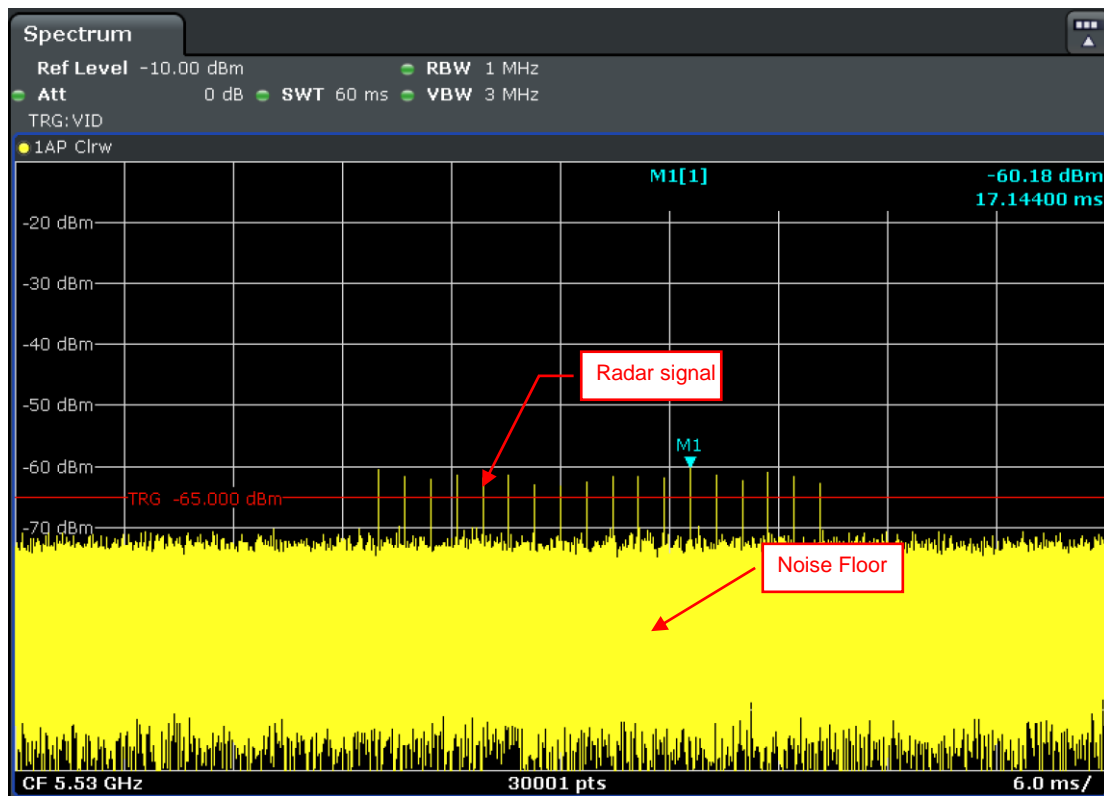 Spectrum
Ref Level -10.00 dBm RBW 1 MHz
Att 0 dB SWT 60 ms VBW 3 MHz
TRG:VID
1AP Clrw
M1[1] -60.18 dBm
17.14400 ms
-20 dBm
-30 dBm
-40 dBm
Radar signal
-50 dBm
M1
-60 dBm
TRG -65.000 dBm
-70 dBm
Noise Floor
CF 5.53 GHz 30001 pts 6.0 ms/